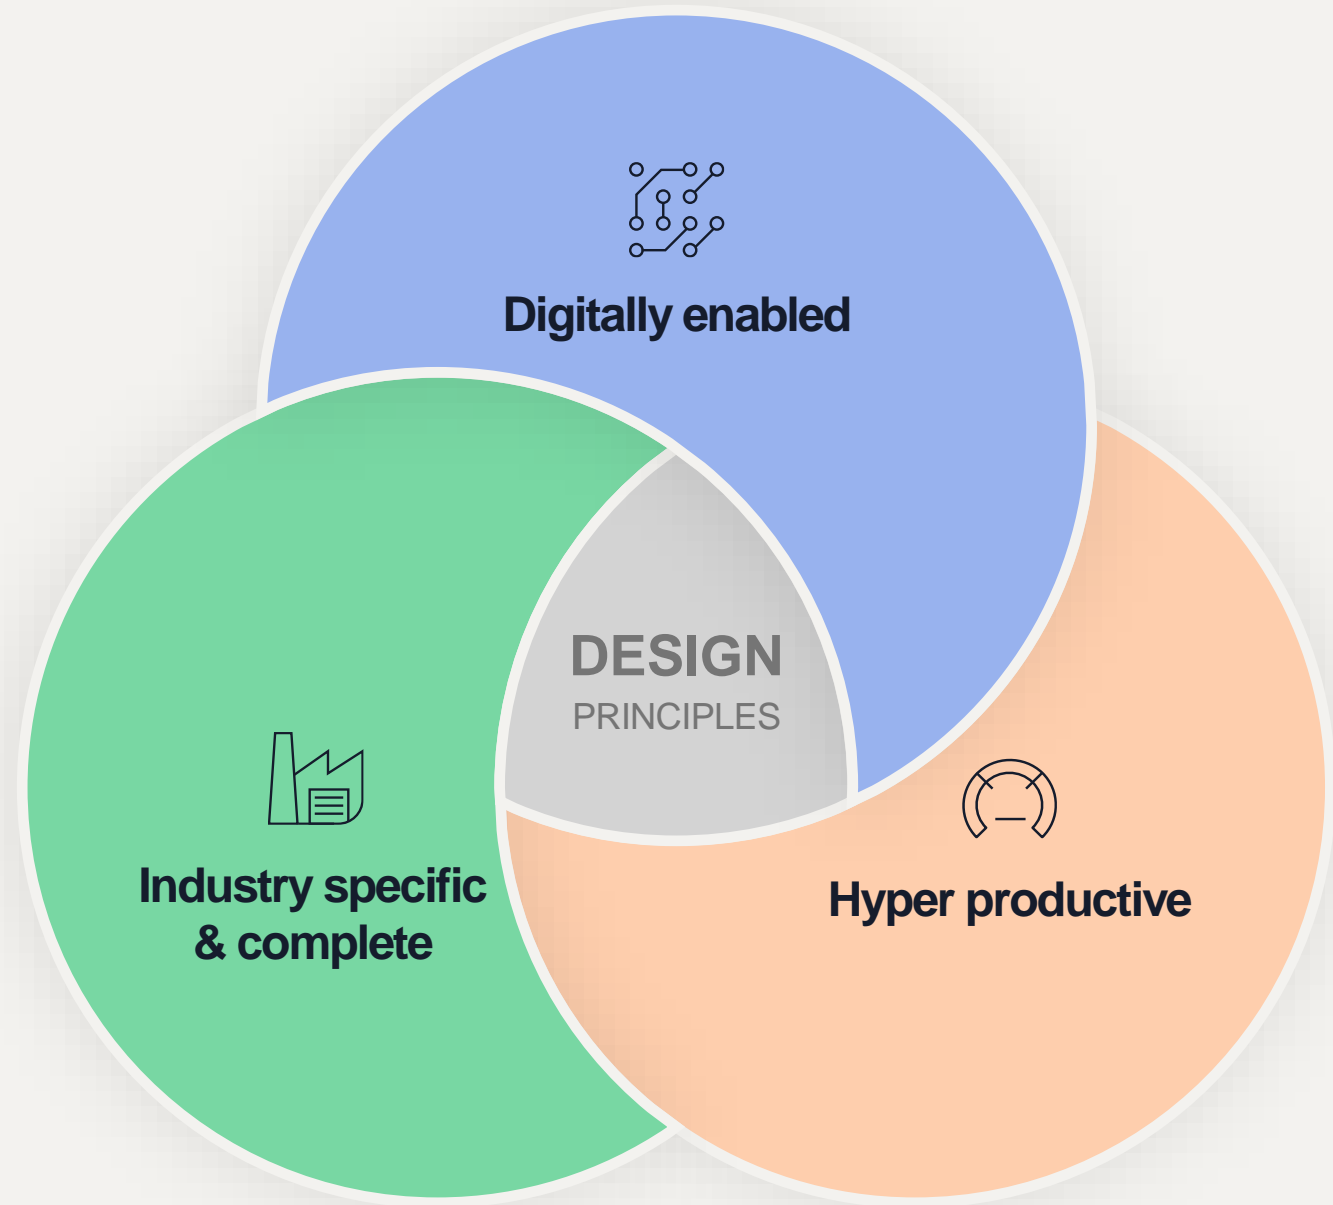 Digitally enabled
DESIGN
PRINCIPLES
Industry specific
& complete
Hyper productive